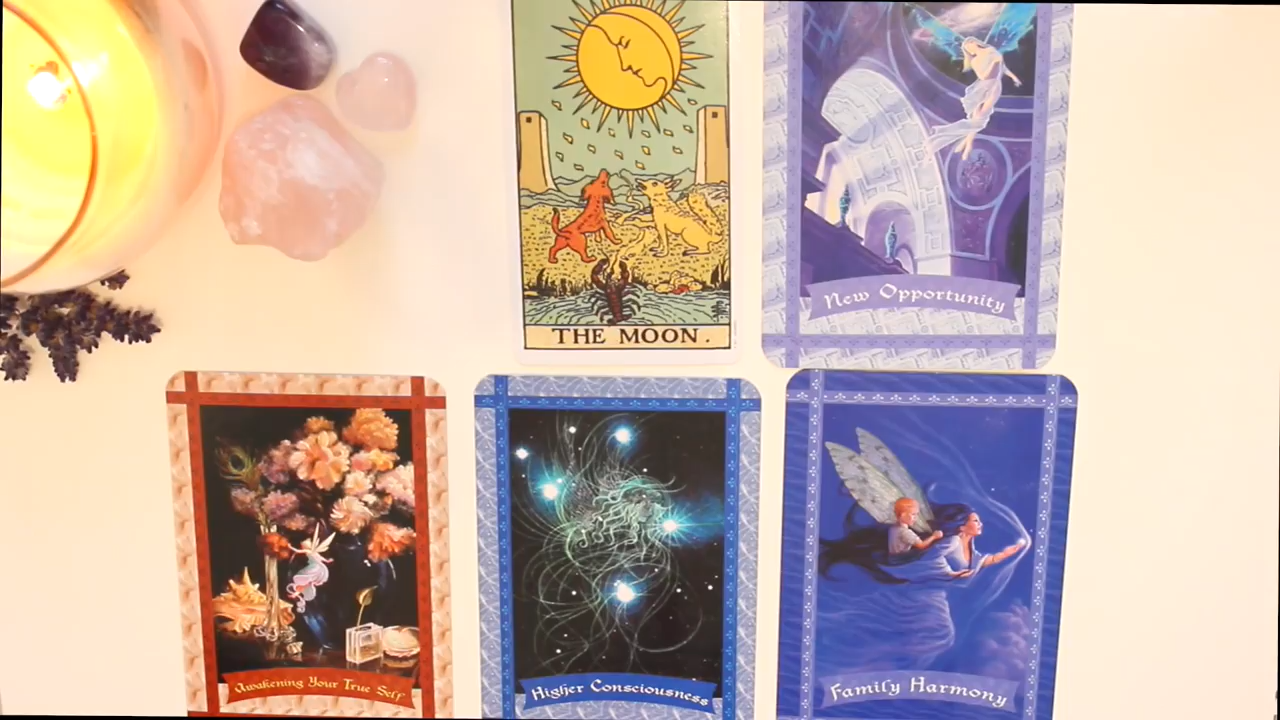 THE MOON.
New Opportunity
Awakening Your True Self
Higher Consciousness
Family Harmony